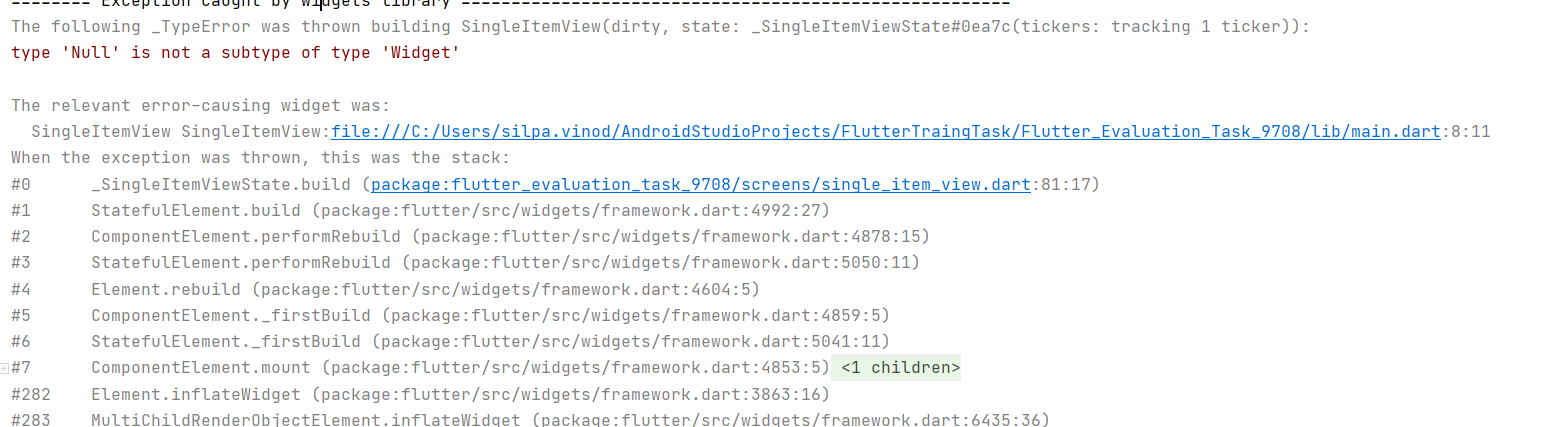 -------- Exception caught by widgets library -------------------------------------------------------
The following _TypeError was thrown building SingleItemView(dirty, state: _SingleItemViewState#0ea7c(tickers: tracking 1 ticker)):
type 'Null' is not a subtype of type 'Widget'
The relevant error-causing widget was:
SingleItemView SingleItemView:file:///C:/Users/silpa.vinod/AndroidStudioProjects/FlutterTraingTask/Flutter_Evaluation_Task_9708/lib/main.dart:8:11
When the exception was thrown, this was the stack:
#0 _SingleItemViewState.build (package:flutter_evaluation_task_9708/screens/single_item_view.dart:81:17)
#1 StatefulElement.build (package:flutter/src/widgets/framework.dart:4992:27)
#2 ComponentElement.performRebuild (package:flutter/src/widgets/framework.dart:4878:15)
#3 StatefulElement.performRebuild (package:flutter/src/widgets/framework.dart:5050:11)
#4 Element.rebuild (package:flutter/src/widgets/framework.dart:4604:5)
#5 ComponentElement._firstBuild (package:flutter/src/widgets/framework.dart:4859:5)
#6 StatefulElement._firstBuild (package:flutter/src/widgets/framework.dart:5041:11)
#7 ComponentElement.mount (package:flutter/src/widgets/framework.dart:4853:5) <1 children>
#282 Element.inflateWidget (package:flutter/src/widgets/framework.dart:3863:16)
#283 MultiChildRenderObjectElement.inflateWidget (package:flutter/src/widgets/framework.dart:6435:36)